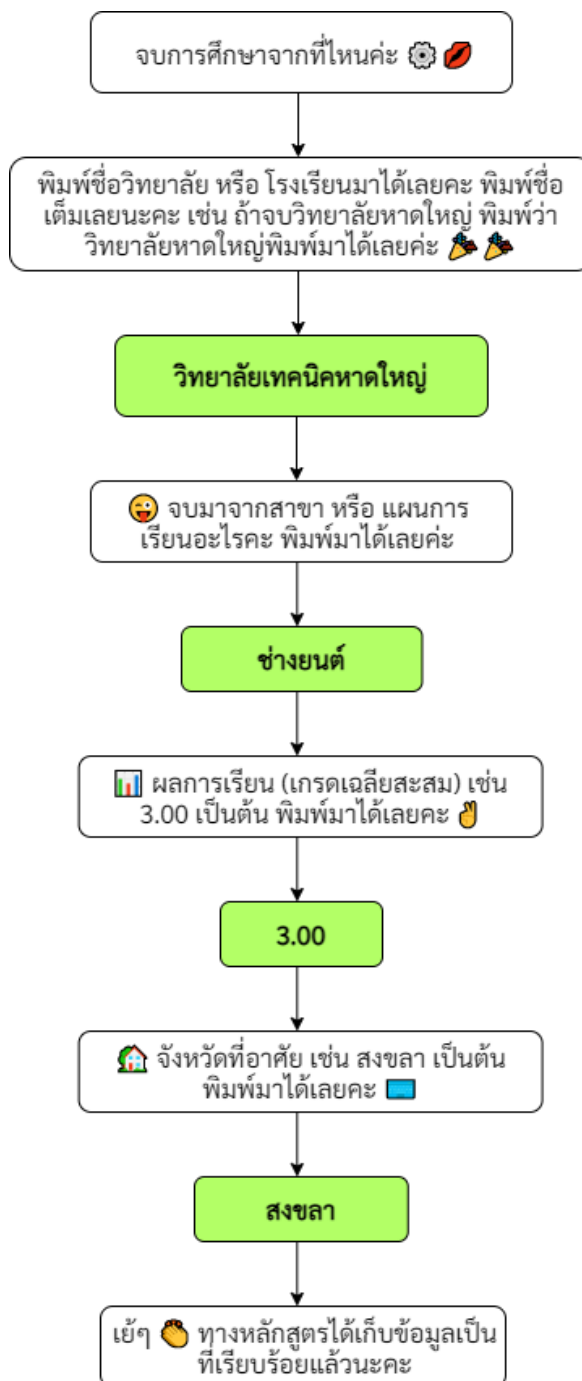 จบการศึกษาจากที่ไหนค่ะ ⚙️ 💋
พิมพ์ชื่อวิทยาลัย หรือ โรงเรียนมาได้เลยคะ พิมพ์ชื่อ
เต็มเลยนะคะ เช่น ถ้าจบวิทยาลัยหาดใหญ่ พิมพ์ว่า
วิทยาลัยหาดใหญ่พิมพ์มาได้เลยค่ะ 🎉 🎉
วิทยาลัยเทคนิคหาดใหญ่
😜 จบมาจากสาขา หรือ แผนการ
เรียนอะไรคะ พิมพ์มาได้เลยค่ะ
ช่างยนต์
📊 ผลการเรียน (เกรดเฉลี่ยสะสม) เช่น
3.00 เป็นต้น พิมพ์มาได้เลยคะ ✌️
3.00
🏡 จังหวัดที่อาศัย เช่น สงขลา เป็นต้น
พิมพ์มาได้เลยคะ
สงขลา
เย้ๆ 👏 ทางหลักสูตรได้เก็บข้อมูลเป็น
ที่เรียบร้อยแล้วนะคะ